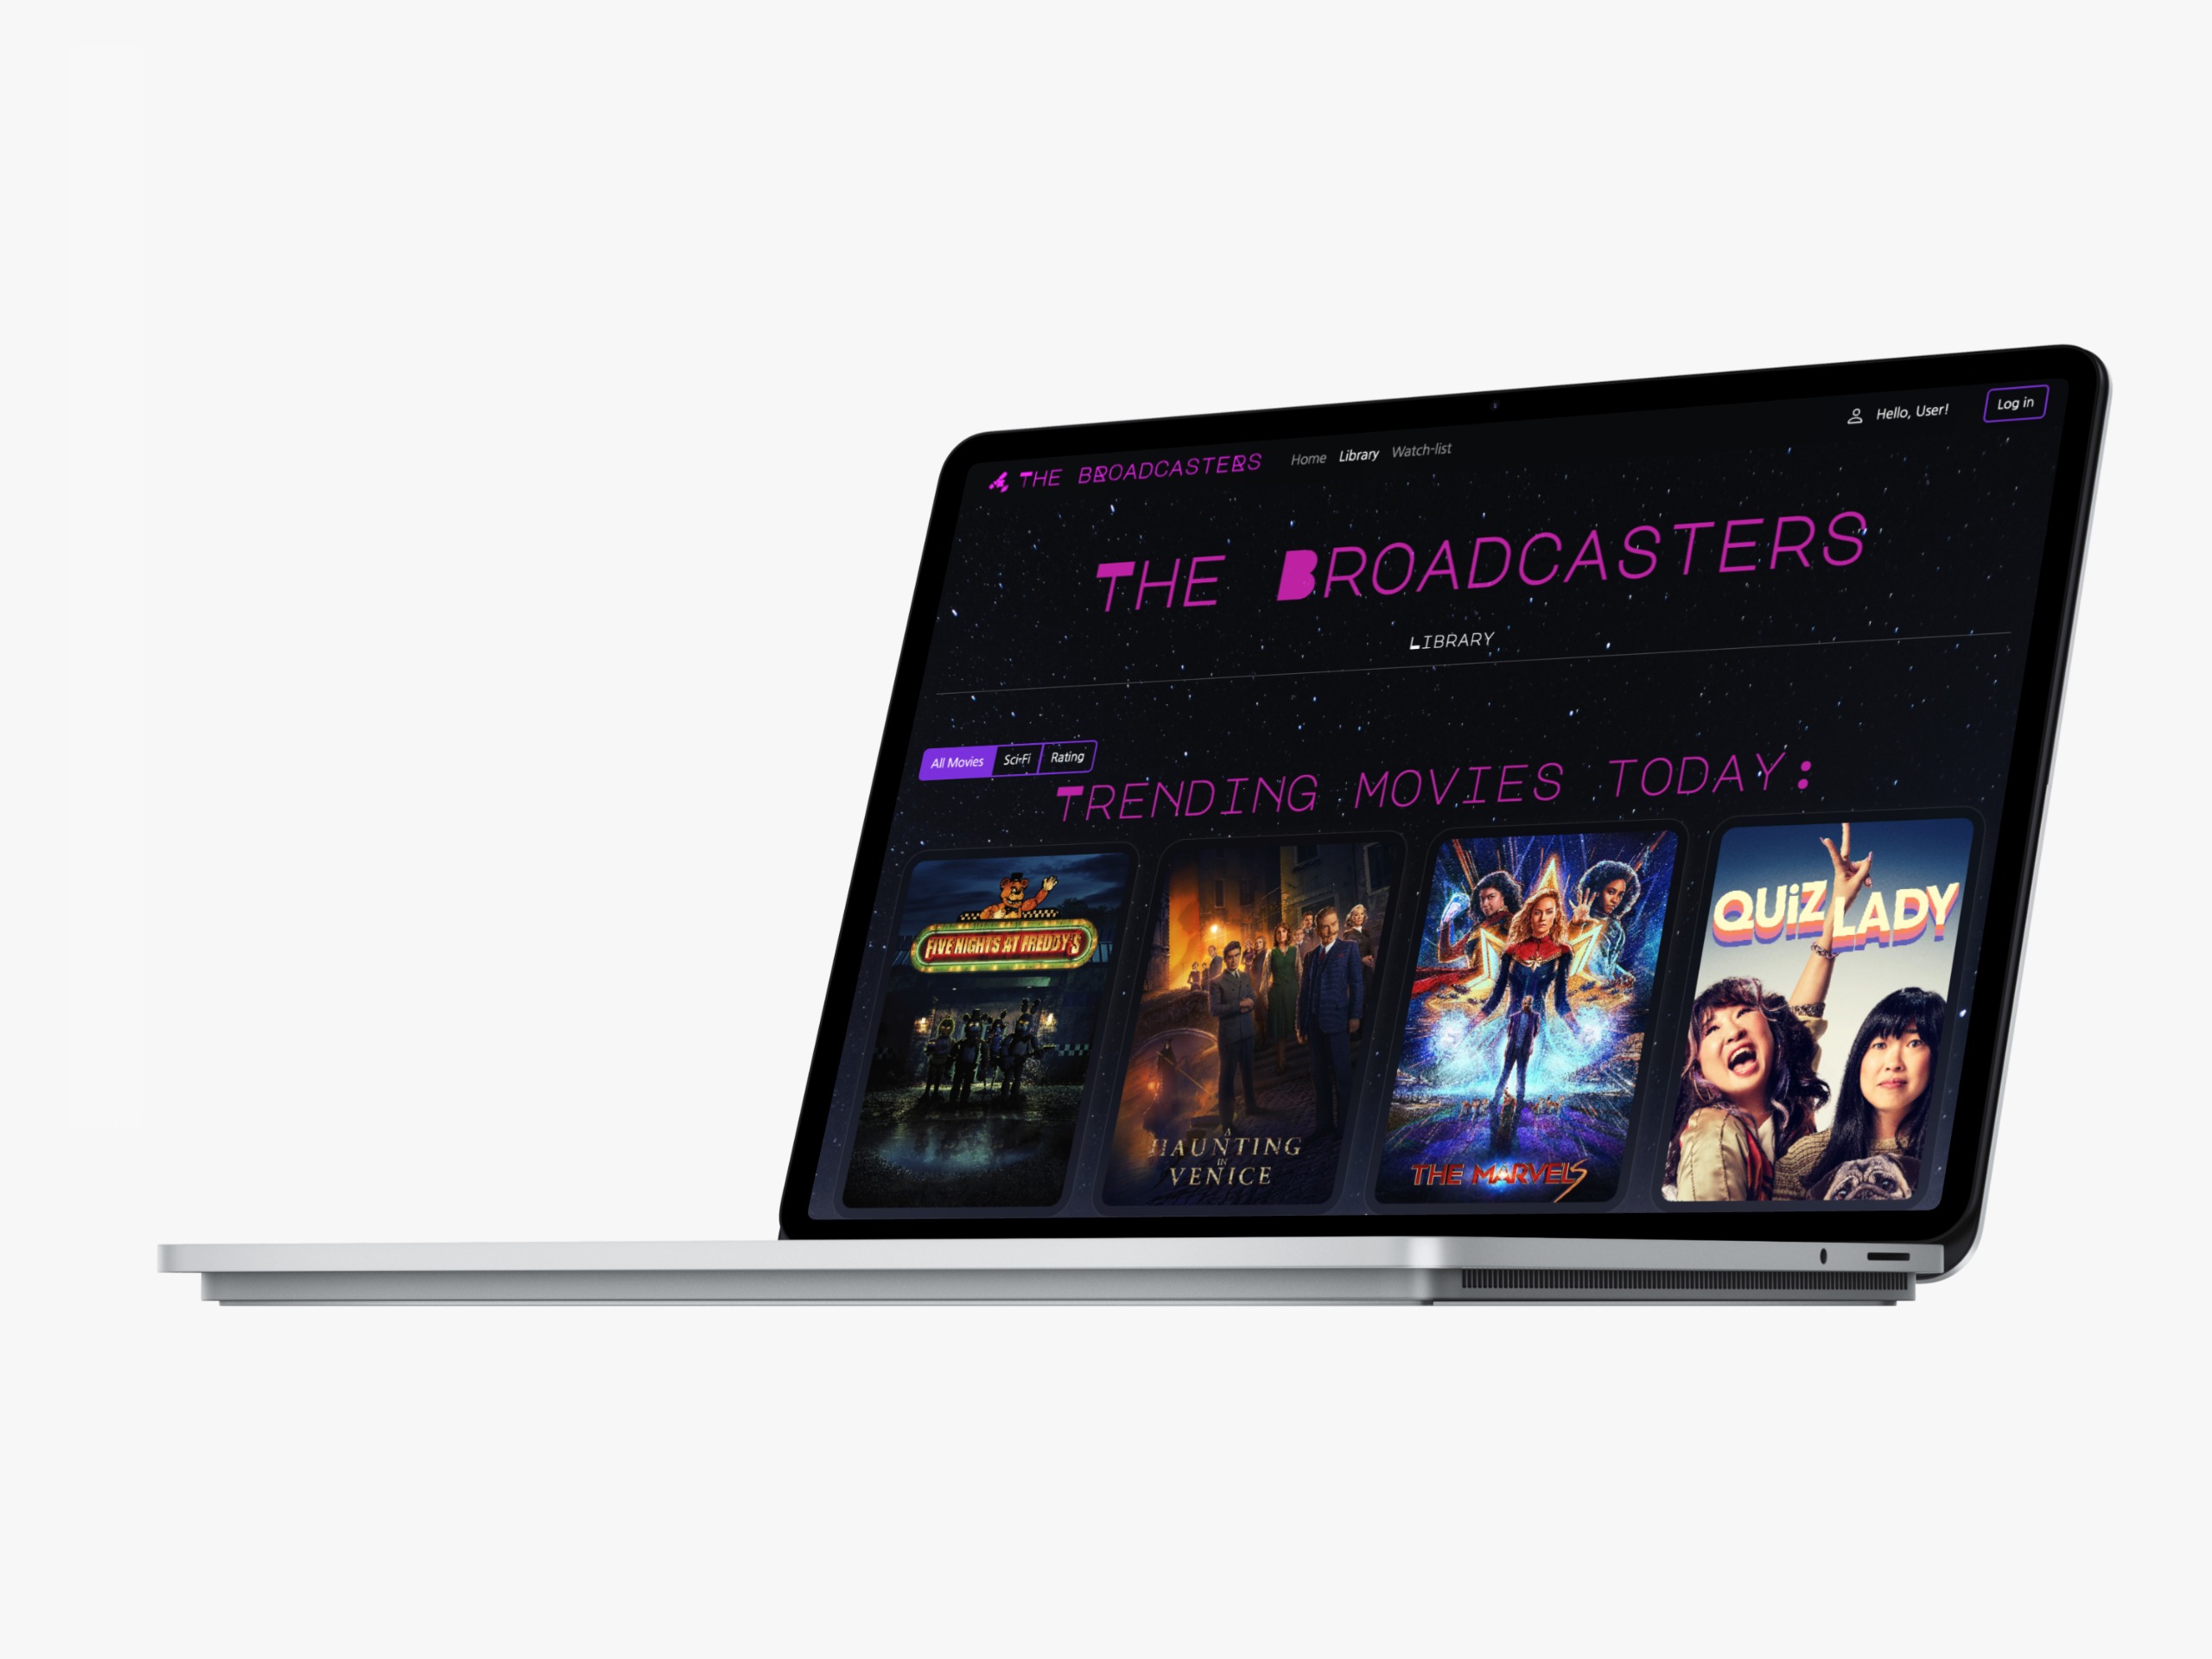 THE BROADCASTERS Home Library Watch-list Hello, User! Log in
THE BROADCASTERS
LIBRARY
All Movies Sci-Fi Rating
TRENDING MOVIES TODAY:
FIVE NIGHTS AT FREDDY'S
A
HAUNTING
IN
VENICE
THE MARVELS
QUiZ LADY